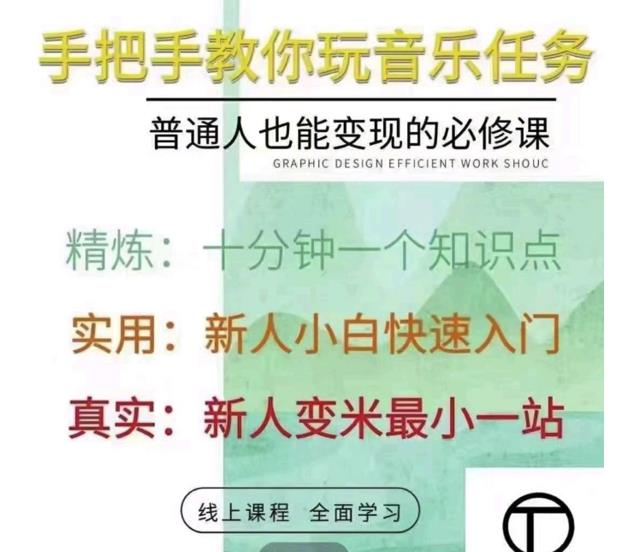 手把手教你玩音乐任务
普通人也能变现的必修课
GRAPHIC DESIGN EFFICIENT WORK SHOUC
精炼：十分钟一个知识点
实用：新人小白快速入门
真实：新人变米最小一站
线上课程 全面学习